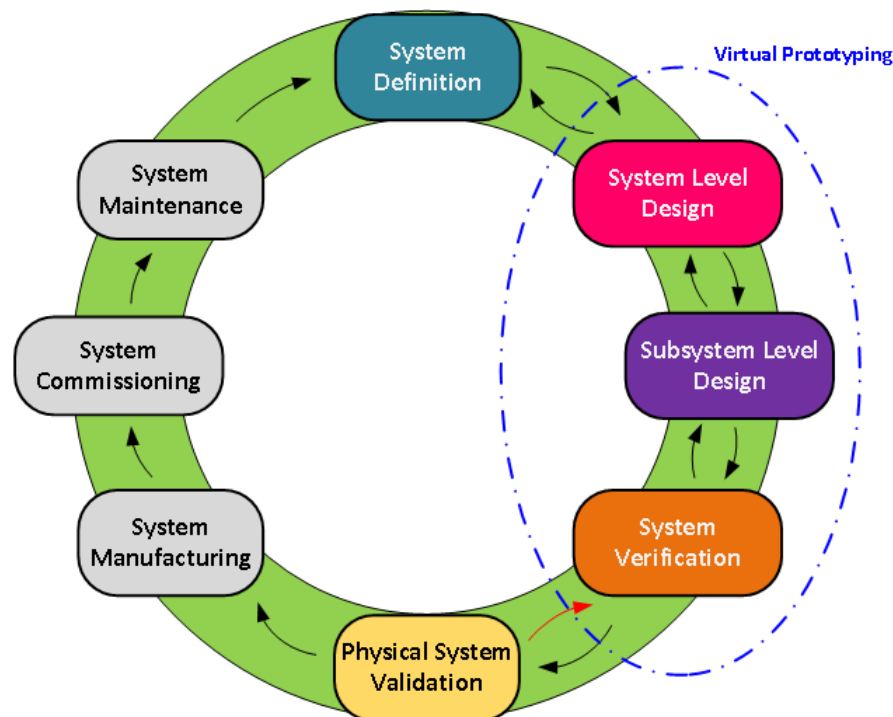 System
Definition
Virtual Prototyping
System Level
Design
Subsystem Level
Design
System
Verification
Physical System
Validation
System
Manufacturing
System
Commissioning
System
Maintenance